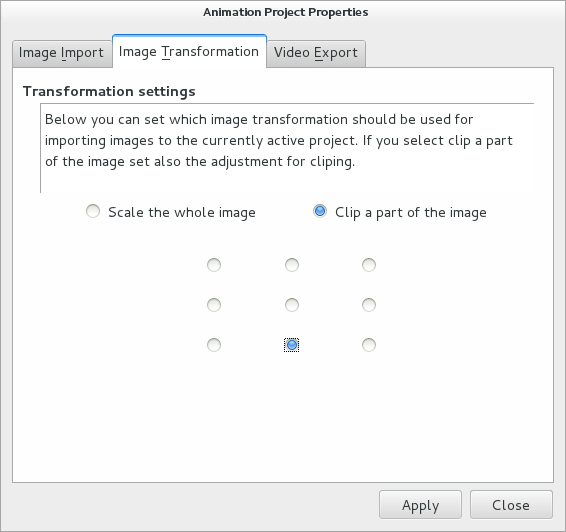 Animation Project Properties
Image Import Image Transformation Video Export
Transformation settings
Below you can set which image transformation should be used for
importing images to the currently active project. If you select clip a part
of the image set also the adjustment for cliping.
Scale the whole image Clip a part of the image
Apply Close